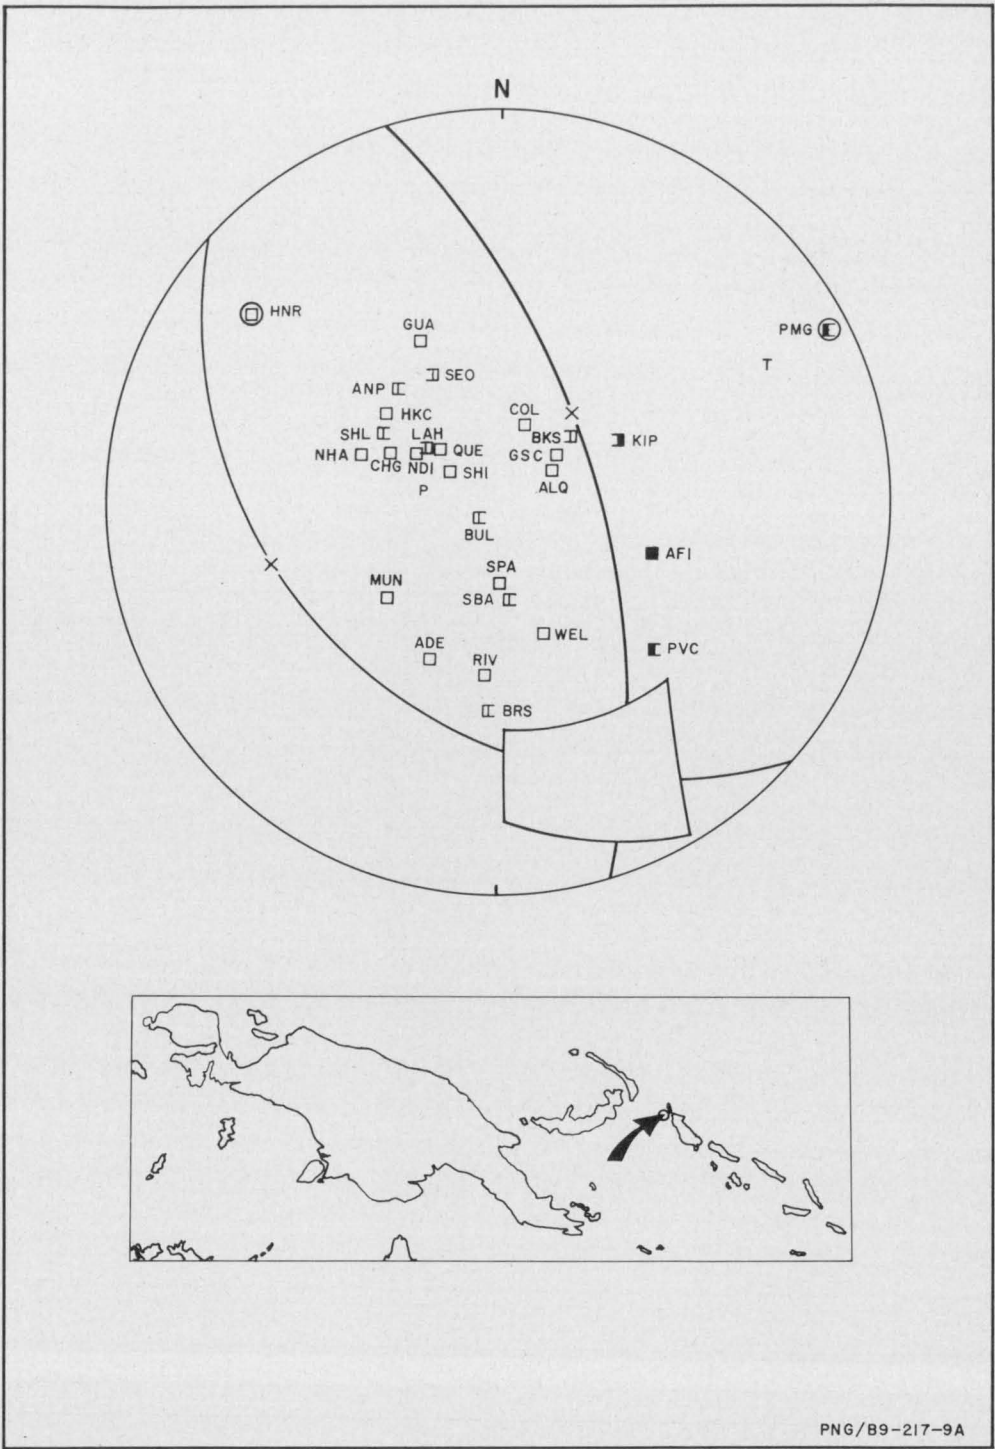 N
HNR
GUA
PMG
T
SEO
ANP
HKC
COL
SHL
LAH
BKS
KIP
NHA
CHG
NDI
QUE
GSC
SHI
ALQ
P
BUL
AFI
SPA
MUN
SBA
WEL
ADE
PVC
RIV
BRS
PNG/B9-217-9A